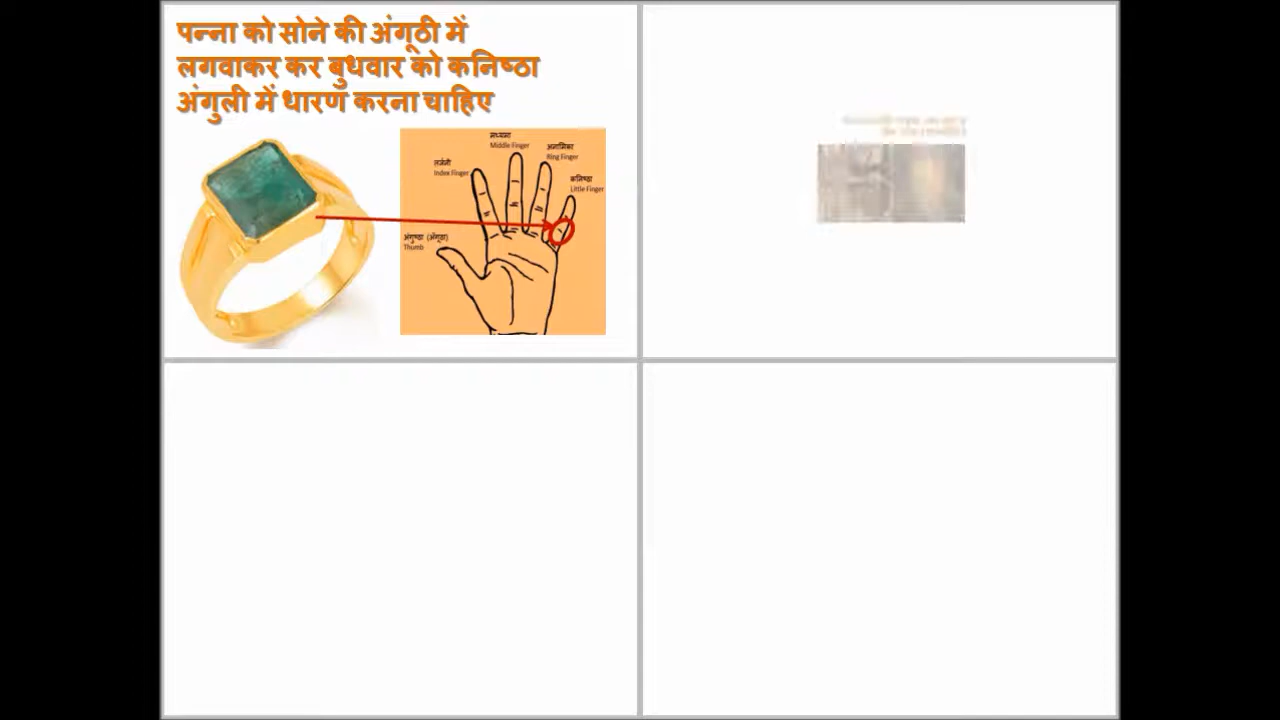 पन्ना को सोने की अंगूठी में
लगवाकर कर बुधवार को कनिष्ठा
अंगुली में धारण करना चाहिए
मध्यमा
Middle Finger
अनामिका
Ring Finger
तर्जनी
Index Finger
कनिष्ठा
Little Finger
अंगुष्ठा (अंगूठा)
Thumb